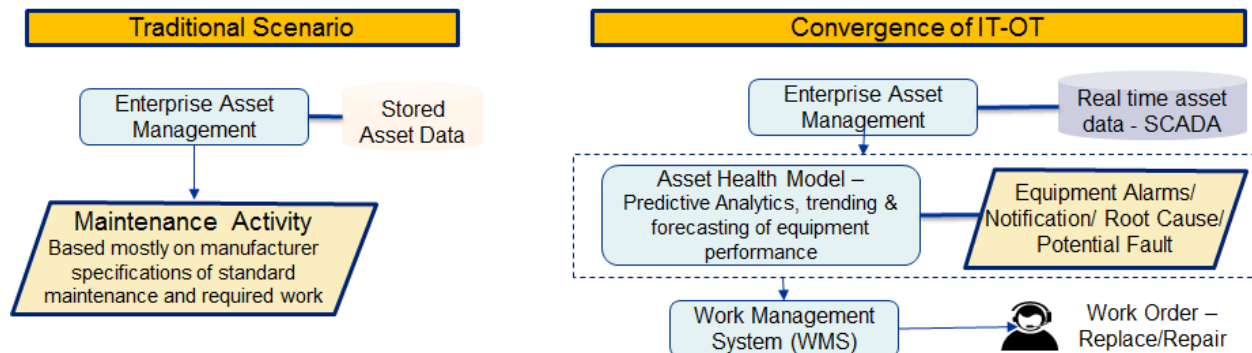 Traditional Scenario
Enterprise Asset
Management
Stored
Asset Data
Maintenance Activity
Based mostly on manufacturer
specifications of standard
maintenance and required work
Convergence of IT-OT
Enterprise Asset
Management
Real time asset
data - SCADA
Asset Health Model –
Predictive Analytics, trending &
forecasting of equipment
performance
Equipment Alarms/
Notification/ Root Cause/
Potential Fault
Work Management
System (WMS)
Work Order –
Replace/Repair